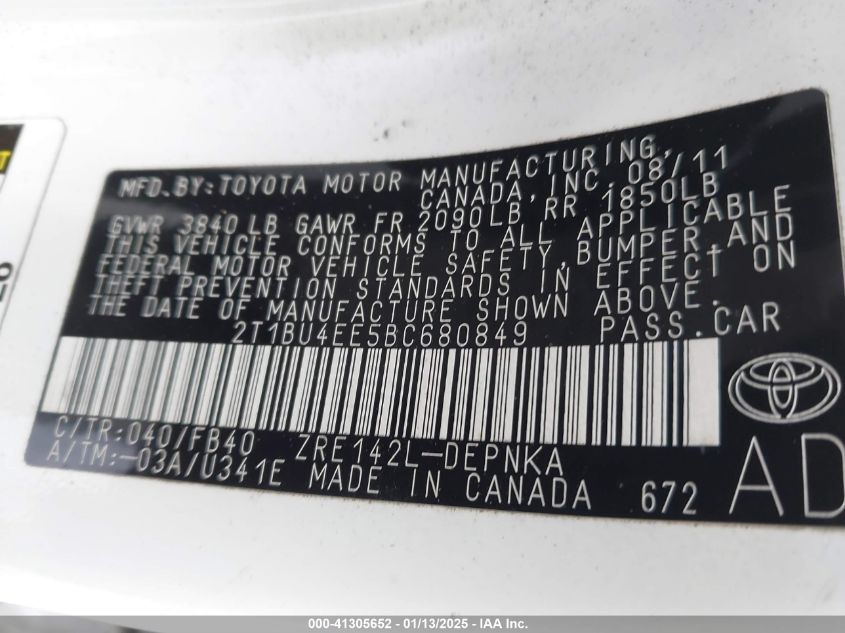 MFD. BY: TOYOTA MOTOR MANUFACTURING,
CANADA, INC. 08/11
GVWR 3840 LB GAWR FR 2090LB RR 1850LB
THIS VEHICLE CONFORMS TO ALL APPLICABLE
FEDERAL MOTOR VEHICLE SAFETY, BUMPER, AND
THEFT PREVENTION STANDARDS IN EFFECT ON
THE DATE OF MANUFACTURE SHOWN ABOVE.
2T1BU4EE5BC680849 PASS. CAR
C/TR: 040/FB40 ZRE142L-DEPNKA
A/TM: -03A/U341E MADE IN CANADA 672 AD
000-41305652 / 01/13/2025 / IAA Inc.